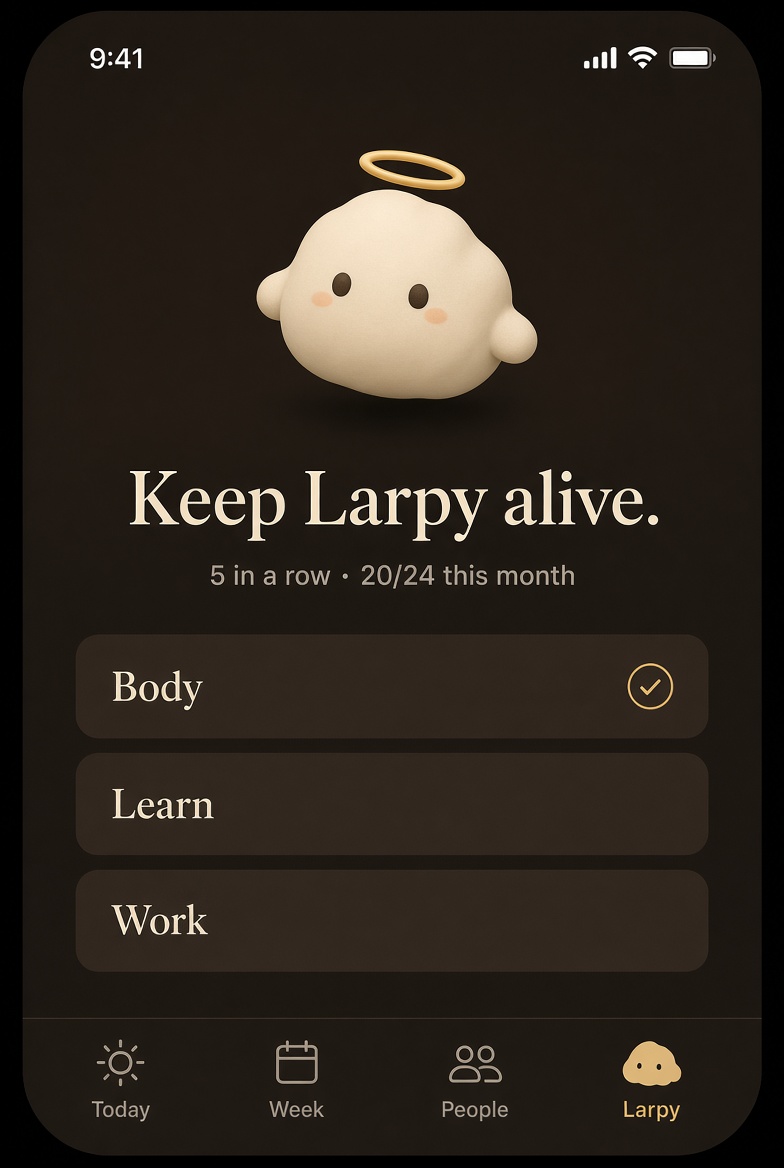 9:41
Keep Larpy alive.
5 in a row • 20/24 this month
Body
Learn
Work
Today
Week
People
Larpy